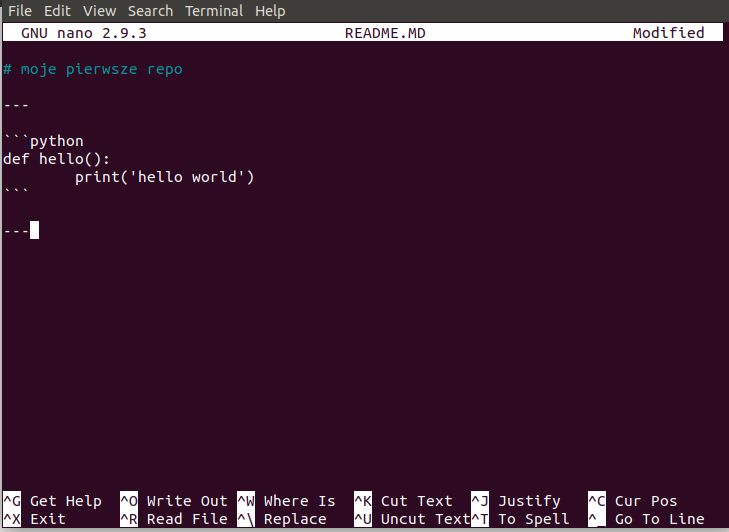 File Edit View Search Terminal Help
GNU nano 2.9.3 README.MD Modified
# moje pierwsze repo
---
```python
def hello():
        print('hello world')
```
---
^G Get Help ^O Write Out ^W Where Is ^K Cut Text ^J Justify ^C Cur Pos
^X Exit ^R Read File ^\ Replace ^U Uncut Text ^T To Spell ^_ Go To Line